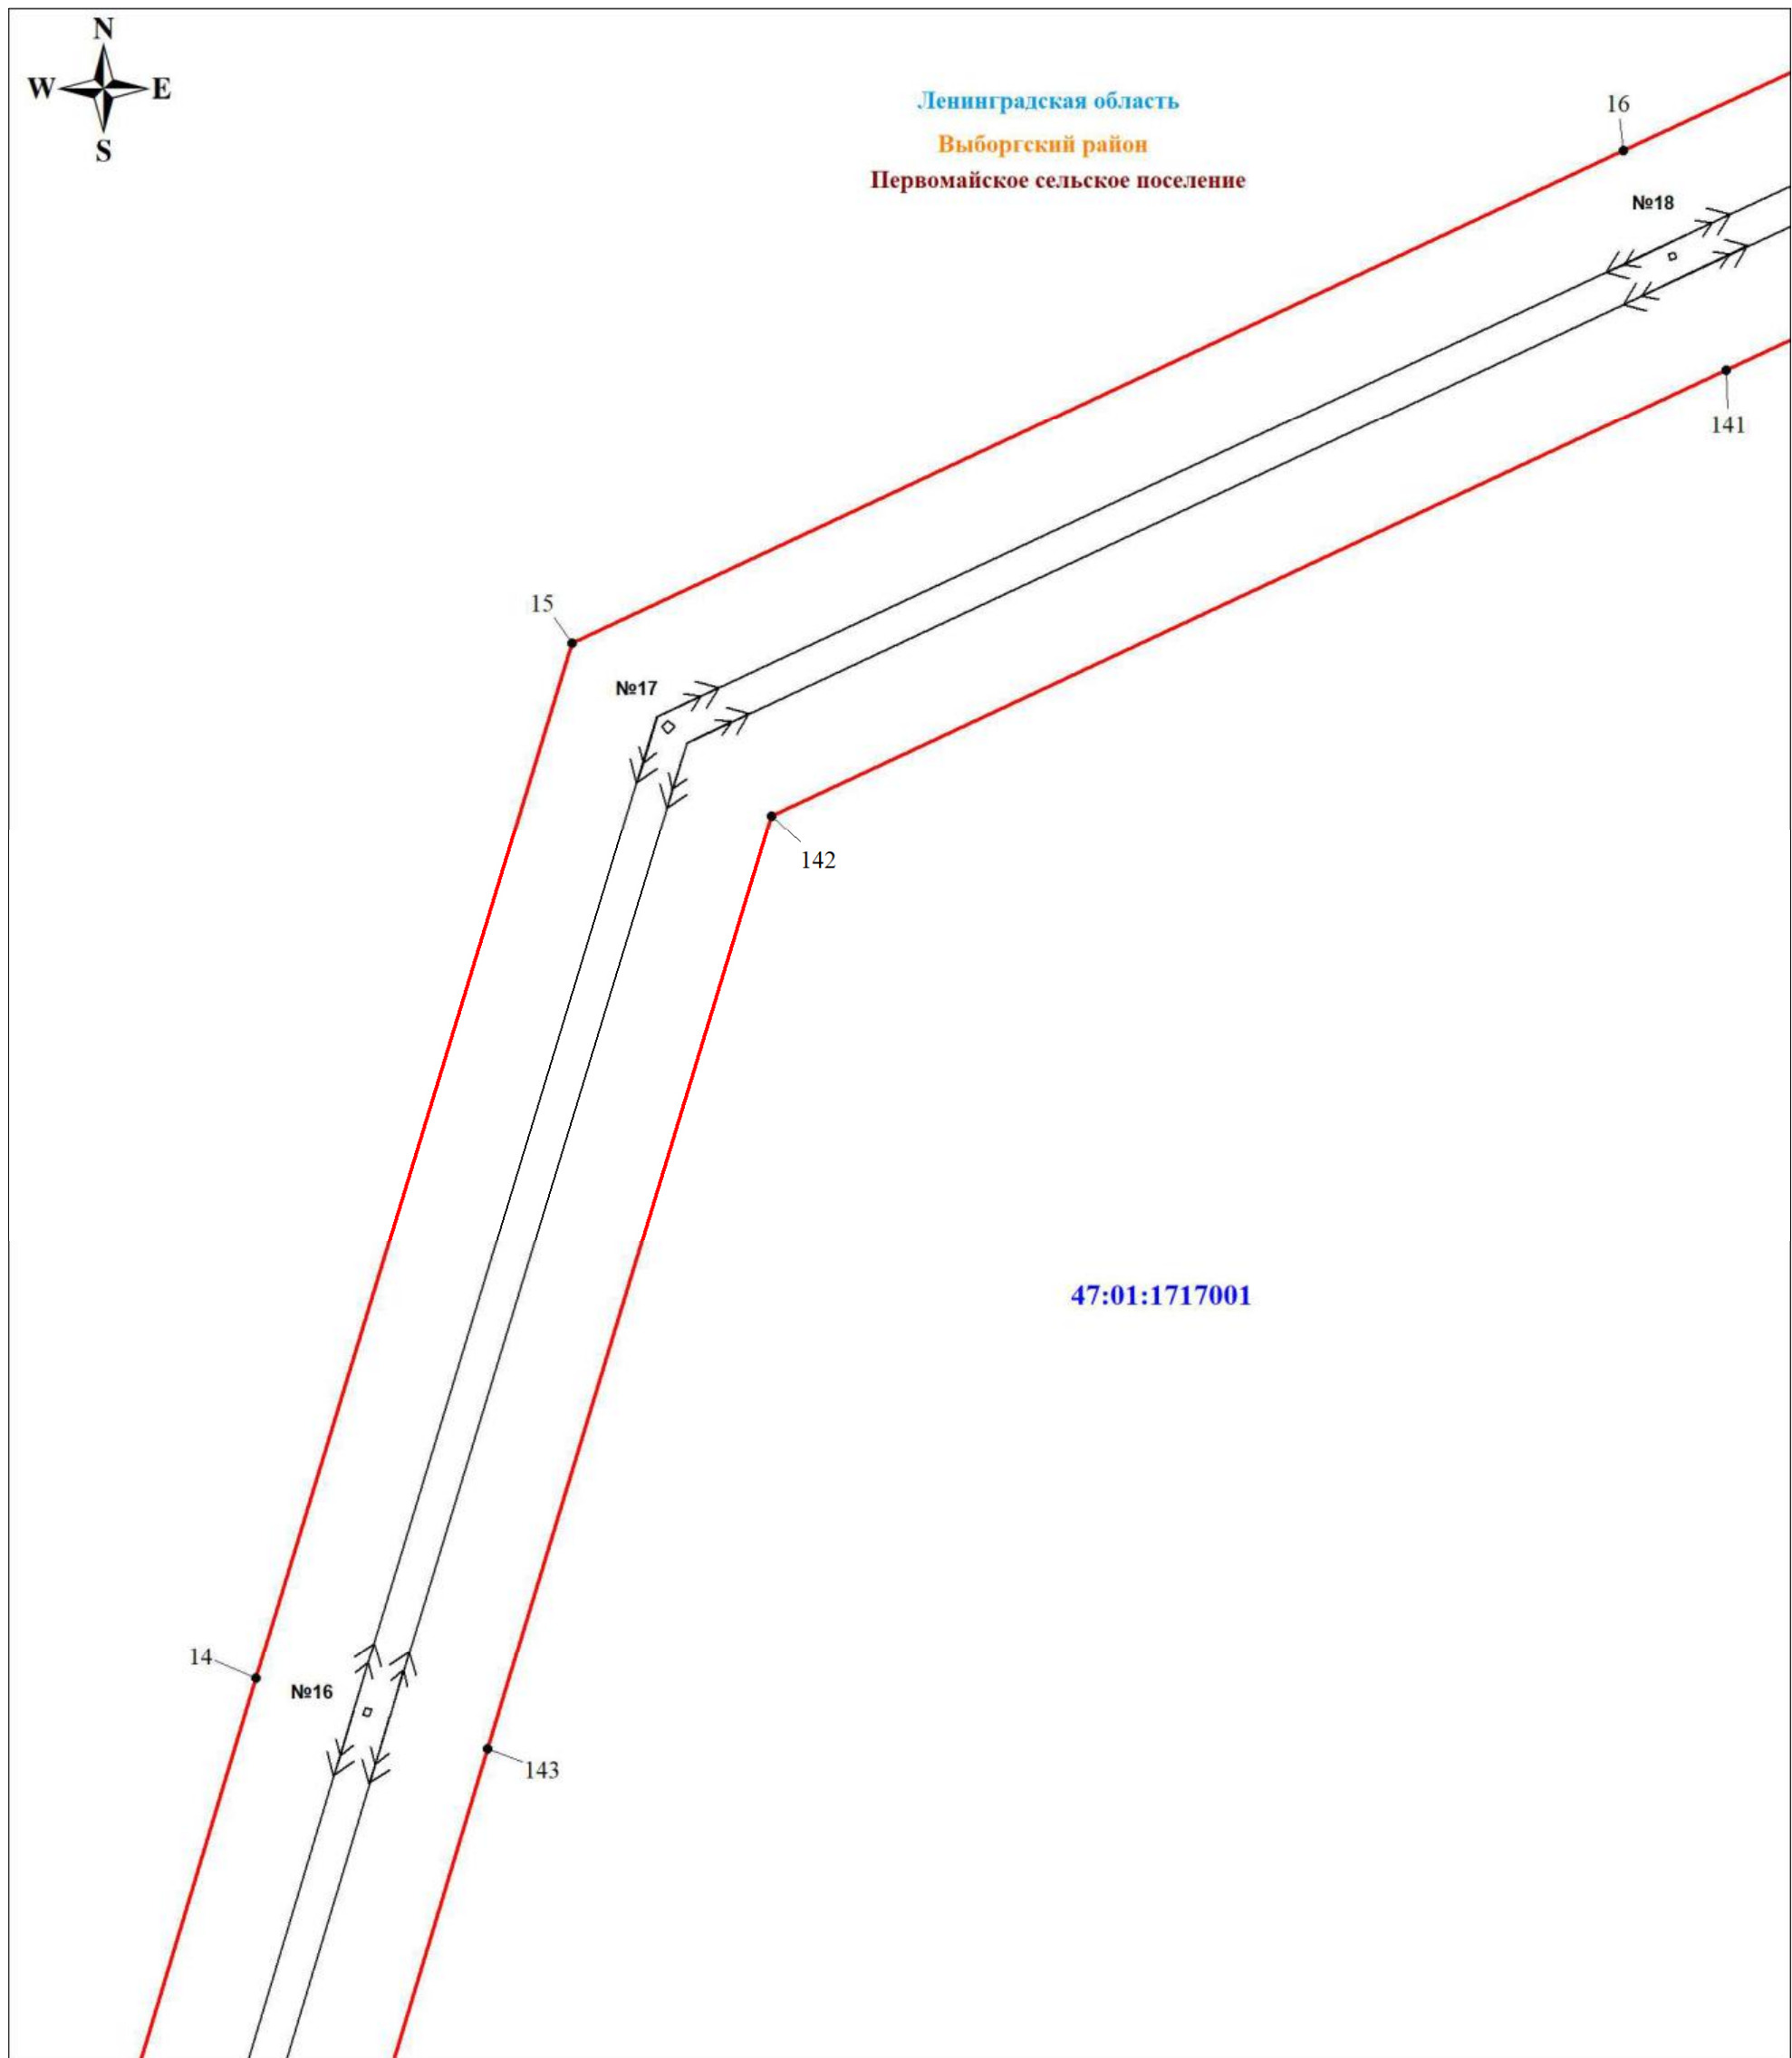 N
W E
S
Ленинградская область
Выборгский район
Первомайское сельское поселение
16
№18
141
15
№17
142
47:01:1717001
14
№16
143